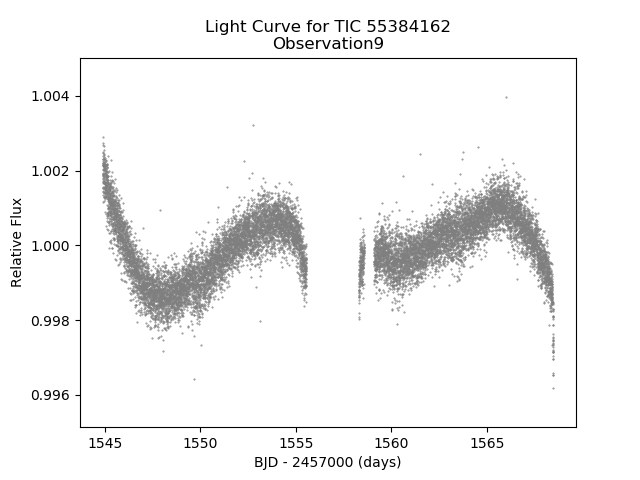 Light Curve for TIC 55384162
Observation9
1.004
1.002
1.000
0.998
0.996
Relative Flux
1545
1550
1555
1560
1565
BJD - 2457000 (days)